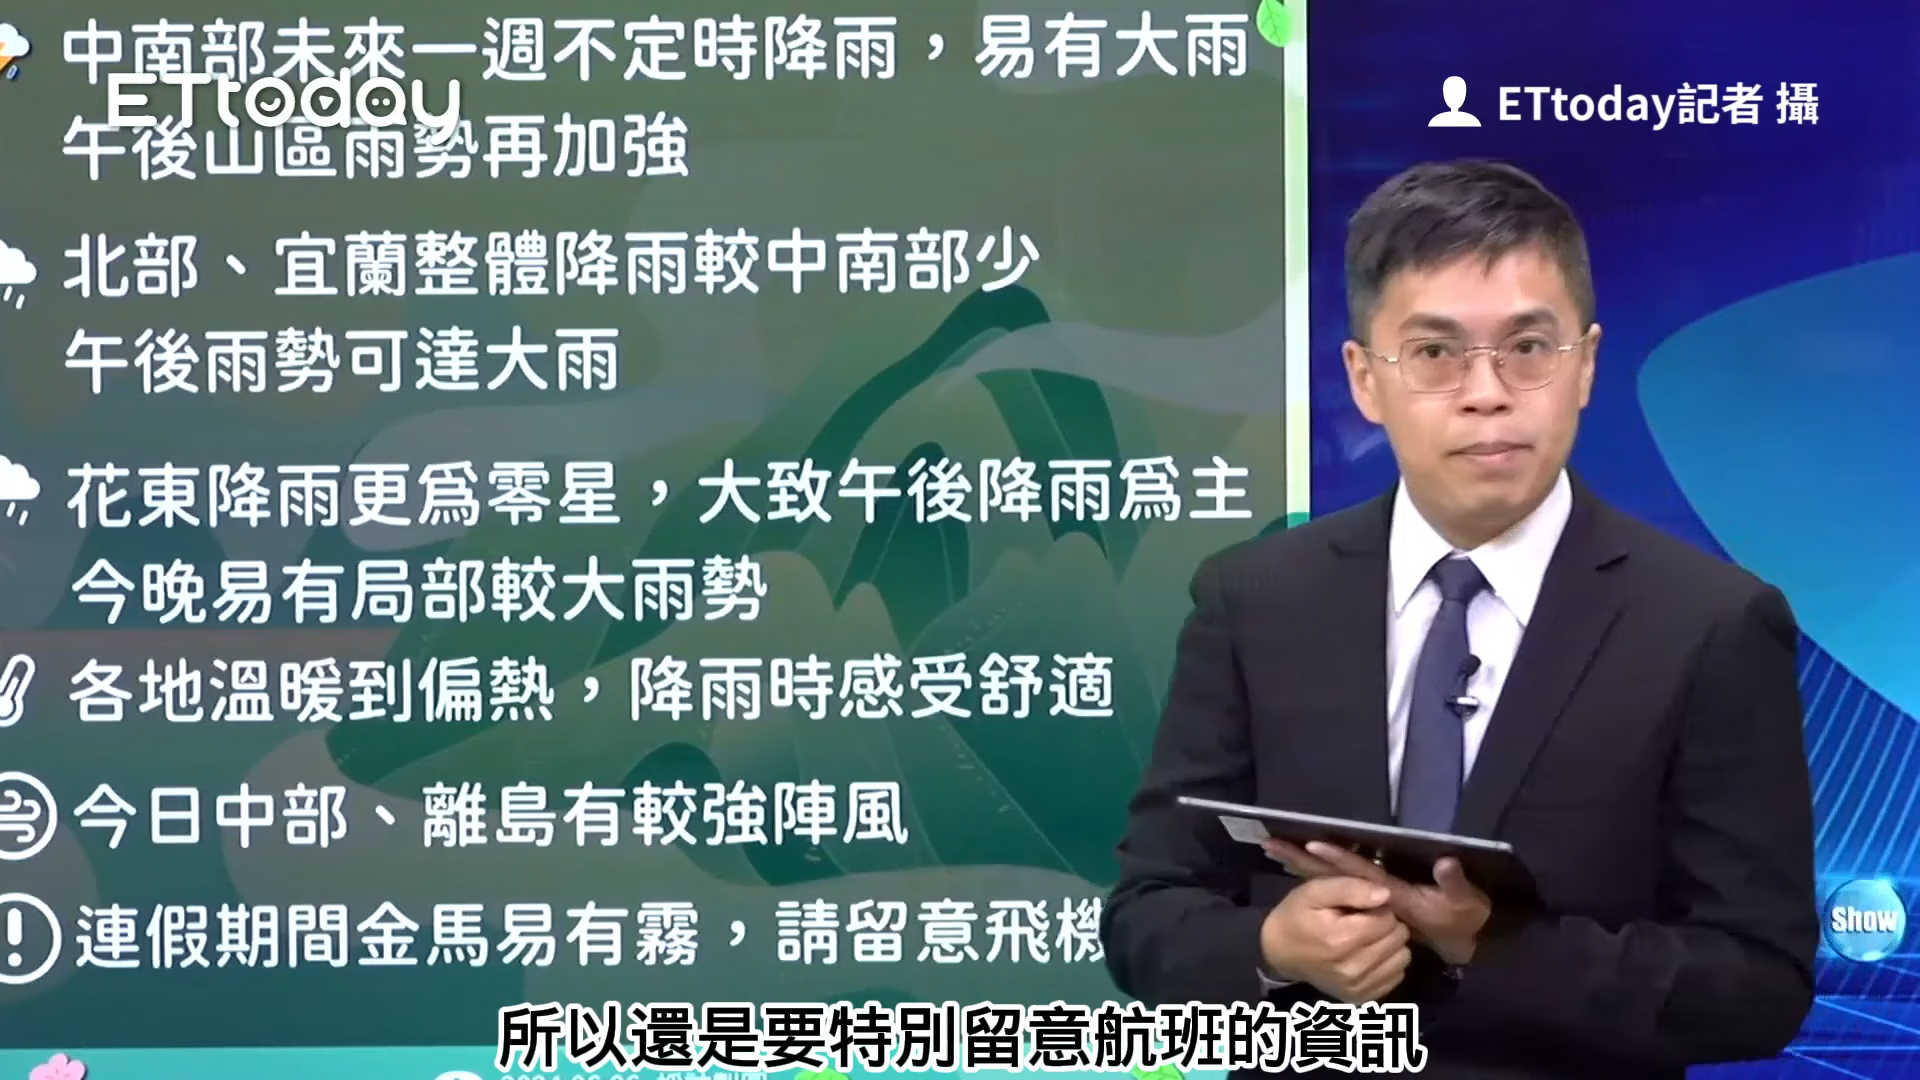 中南部未來一週不定時降雨，易有大雨
ETtoday
ETtoday記者 攝
午後山區雨勢再加強
北部、宜蘭整體降雨較中南部少
午後雨勢可達大雨
花東降雨更為零星，大致午後降雨為主
今晚易有局部較大雨勢
各地溫暖到偏熱，降雨時感受舒適
今日中部、離島有較強陣風
連假期間金馬易有霧，請留意飛機
Show
所以還是要特別留意航班的資訊